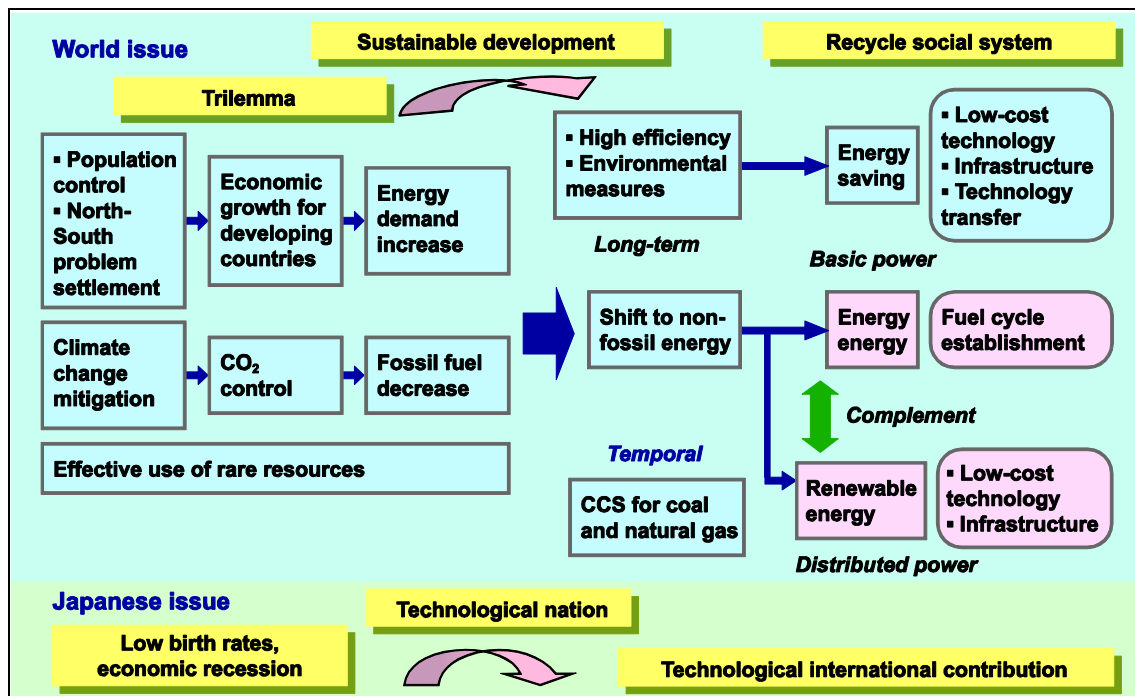 World issue
Sustainable development
Recycle social system
Trilemma
▪ Population
control
▪ North-
South
problem
settlement
Economic
growth for
developing
countries
Energy
demand
increase
▪ High efficiency
▪ Environmental
measures
Long-term
Energy
saving
▪ Low-cost
technology
▪ Infrastructure
▪ Technology
transfer
Basic power
Climate
change
mitigation
CO₂
control
Fossil fuel
decrease
Shift to non-
fossil energy
Energy
energy
Fuel cycle
establishment
Complement
Effective use of rare resources
Temporal
CCS for coal
and natural gas
Renewable
energy
▪ Low-cost
technology
▪ Infrastructure
Distributed power
Japanese issue
Technological nation
Low birth rates,
economic recession
Technological international contribution